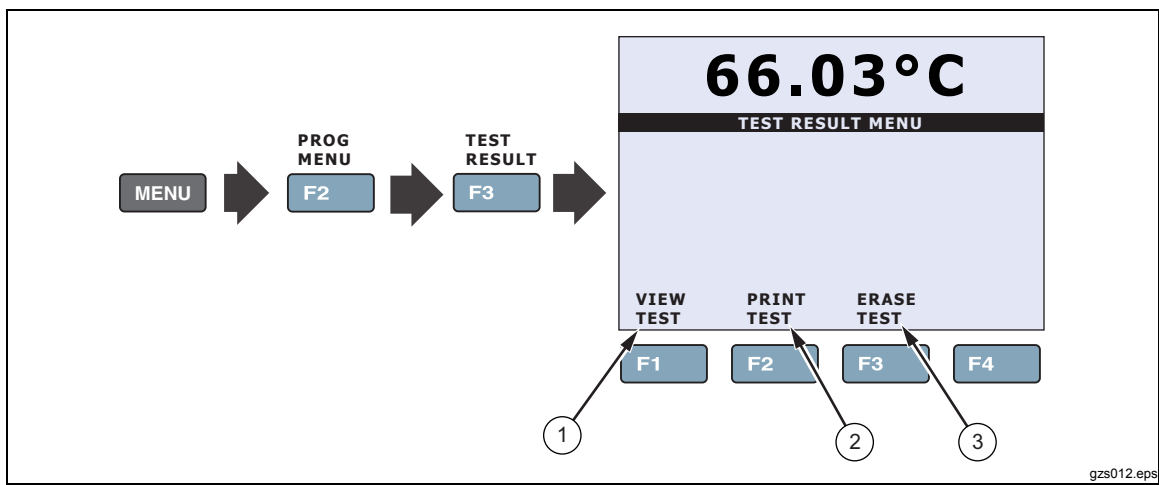 66.03°C
TEST RESULT MENU
PROG
MENU
TEST
RESULT
MENU
F2
F3
VIEW
TEST
PRINT
TEST
ERASE
TEST
F1
F2
F3
F4
1
2
3
gzs012.eps